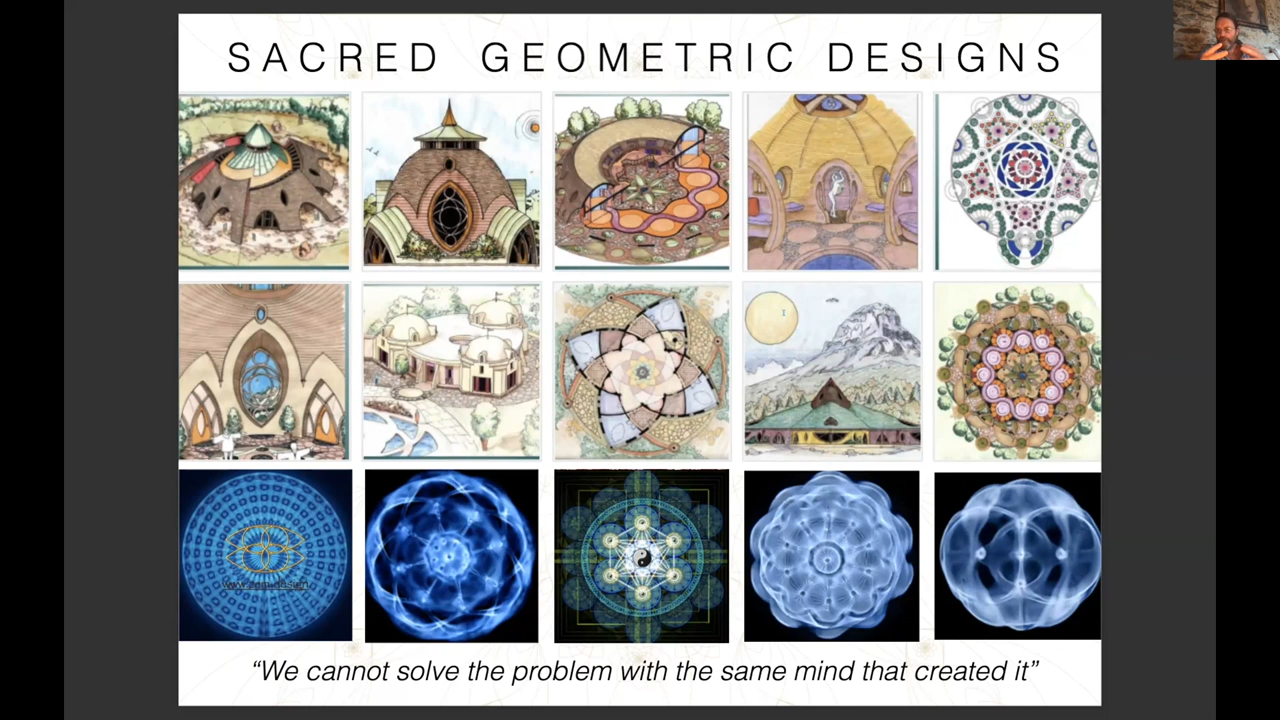 SACRED GEOMETRIC DESIGNS
“We cannot solve the problem with the same mind that created it”